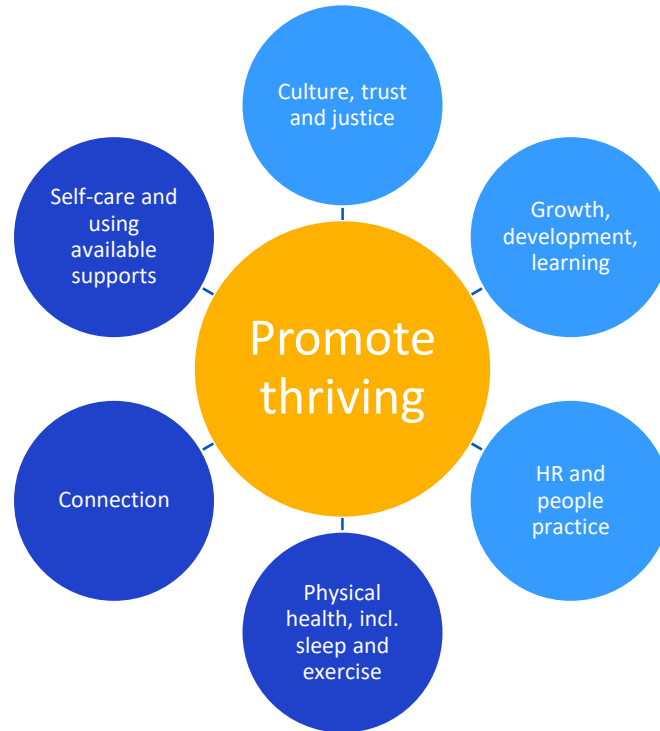 Culture, trust
and justice
Self-care and
using
available
supports
Growth,
development,
learning
Promote
thriving
Connection
HR and
people
practice
Physical
health, incl.
sleep and
exercise